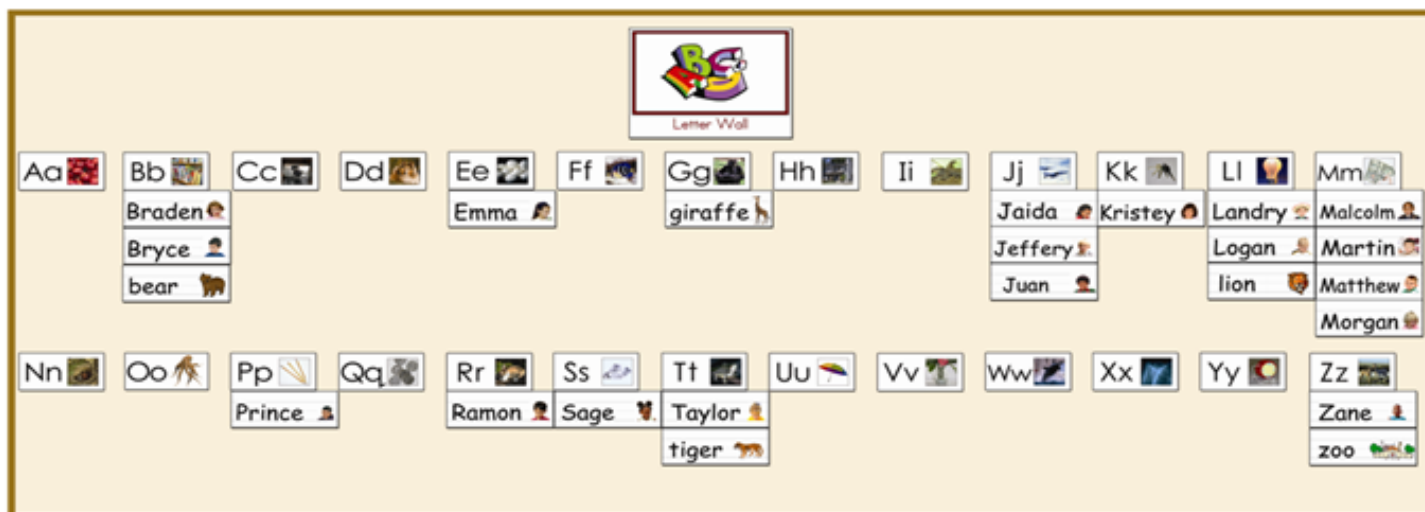 ABC
Letter Wall
Aa Bb Cc Dd Ee Ff Gg Hh Ii Jj Kk Ll Mm
Braden Emma giraffe Jaida Kristey Landry Malcolm
Bryce Jeffery Logan Martin
bear Juan lion Matthew
Morgan
Nn Oo Pp Qq Rr Ss Tt Uu Vv Ww Xx Yy Zz
Prince Ramon Sage Taylor Zane
tiger zoo